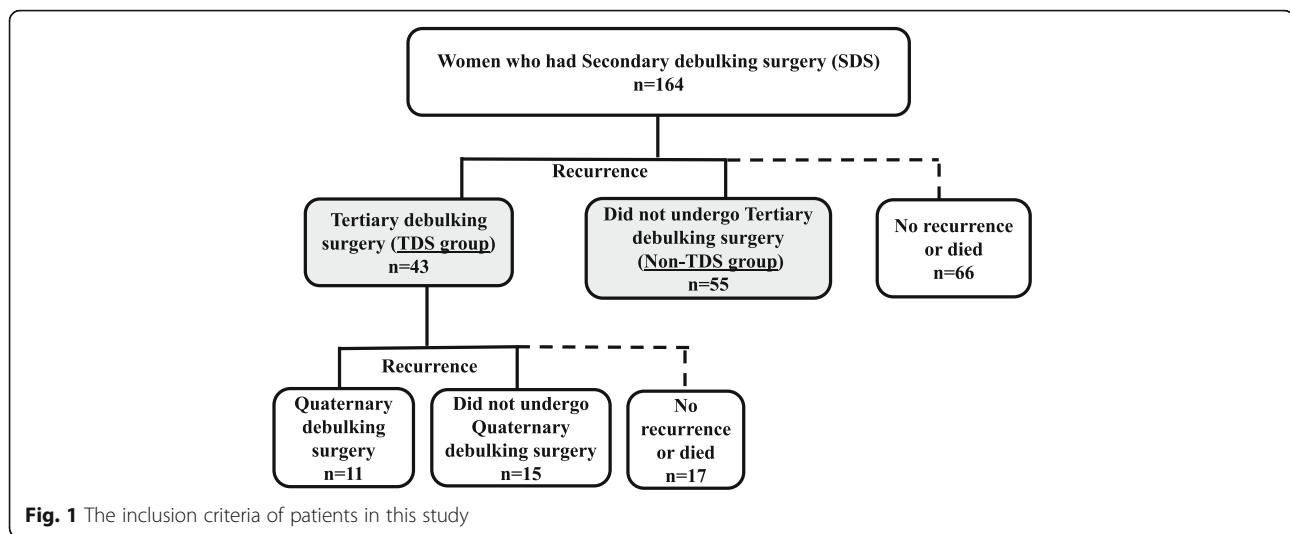 Women who had Secondary debulking surgery (SDS)
n=164
Recurrence
Tertiary debulking
surgery (TDS group)
n=43
Did not undergo Tertiary
debulking surgery
(Non-TDS group)
n=55
No recurrence
or died
n=66
Recurrence
Quaternary
debulking
surgery
n=11
Did not undergo
Quaternary
debulking surgery
n=15
No
recurrence
or died
n=17
Fig. 1 The inclusion criteria of patients in this study